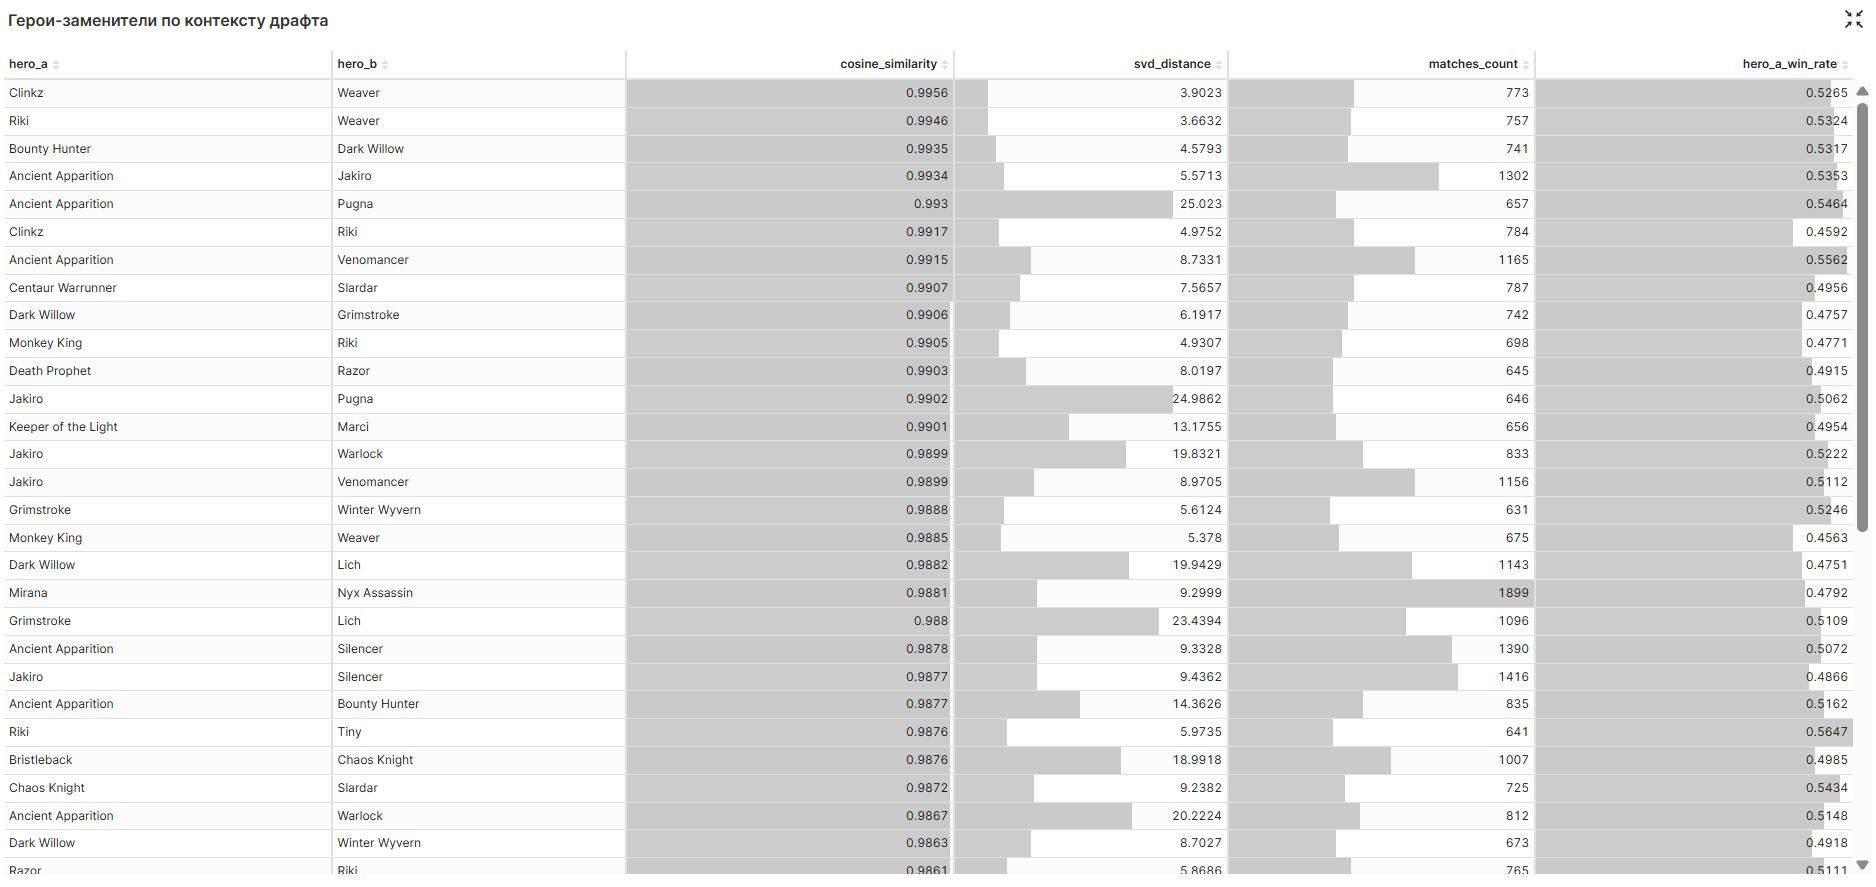 Герои-заменители по контексту драфта
hero_a hero_b cosine_similarity svd_distance matches_count hero_a_win_rate
Clinkz Weaver 0.9956 3.9023 773 0.5265
Riki Weaver 0.9946 3.6632 757 0.5324
Bounty Hunter Dark Willow 0.9935 4.5793 741 0.5317
Ancient Apparition Jakiro 0.9934 5.5713 1302 0.5353
Ancient Apparition Pugna 0.993 25.023 657 0.5464
Clinkz Riki 0.9917 4.9752 784 0.4592
Ancient Apparition Venomancer 0.9915 8.7331 1165 0.5562
Centaur Warrunner Slardar 0.9907 7.5657 787 0.4956
Dark Willow Grimstroke 0.9906 6.1917 742 0.4757
Monkey King Riki 0.9905 4.9307 698 0.4771
Death Prophet Razor 0.9903 8.0197 645 0.4915
Jakiro Pugna 0.9902 24.9862 646 0.5062
Keeper of the Light Marci 0.9901 13.1755 656 0.4954
Jakiro Warlock 0.9899 19.8321 833 0.5222
Jakiro Venomancer 0.9899 8.9705 1156 0.5112
Grimstroke Winter Wyvern 0.9888 5.6124 631 0.5246
Monkey King Weaver 0.9885 5.378 675 0.4563
Dark Willow Lich 0.9882 19.9429 1143 0.4751
Mirana Nyx Assassin 0.9881 9.2999 1899 0.4792
Grimstroke Lich 0.988 23.4394 1096 0.5109
Ancient Apparition Silencer 0.9878 9.3328 1390 0.5072
Jakiro Silencer 0.9877 9.4362 1416 0.4866
Ancient Apparition Bounty Hunter 0.9877 14.3626 835 0.5162
Riki Tiny 0.9876 5.9735 641 0.5647
Bristleback Chaos Knight 0.9876 18.9918 1007 0.4985
Chaos Knight Slardar 0.9872 9.2382 725 0.5434
Ancient Apparition Warlock 0.9867 20.2224 812 0.5148
Dark Willow Winter Wyvern 0.9863 8.7027 673 0.4918
Razor Riki 0.9861 5.8686 765 0.5111